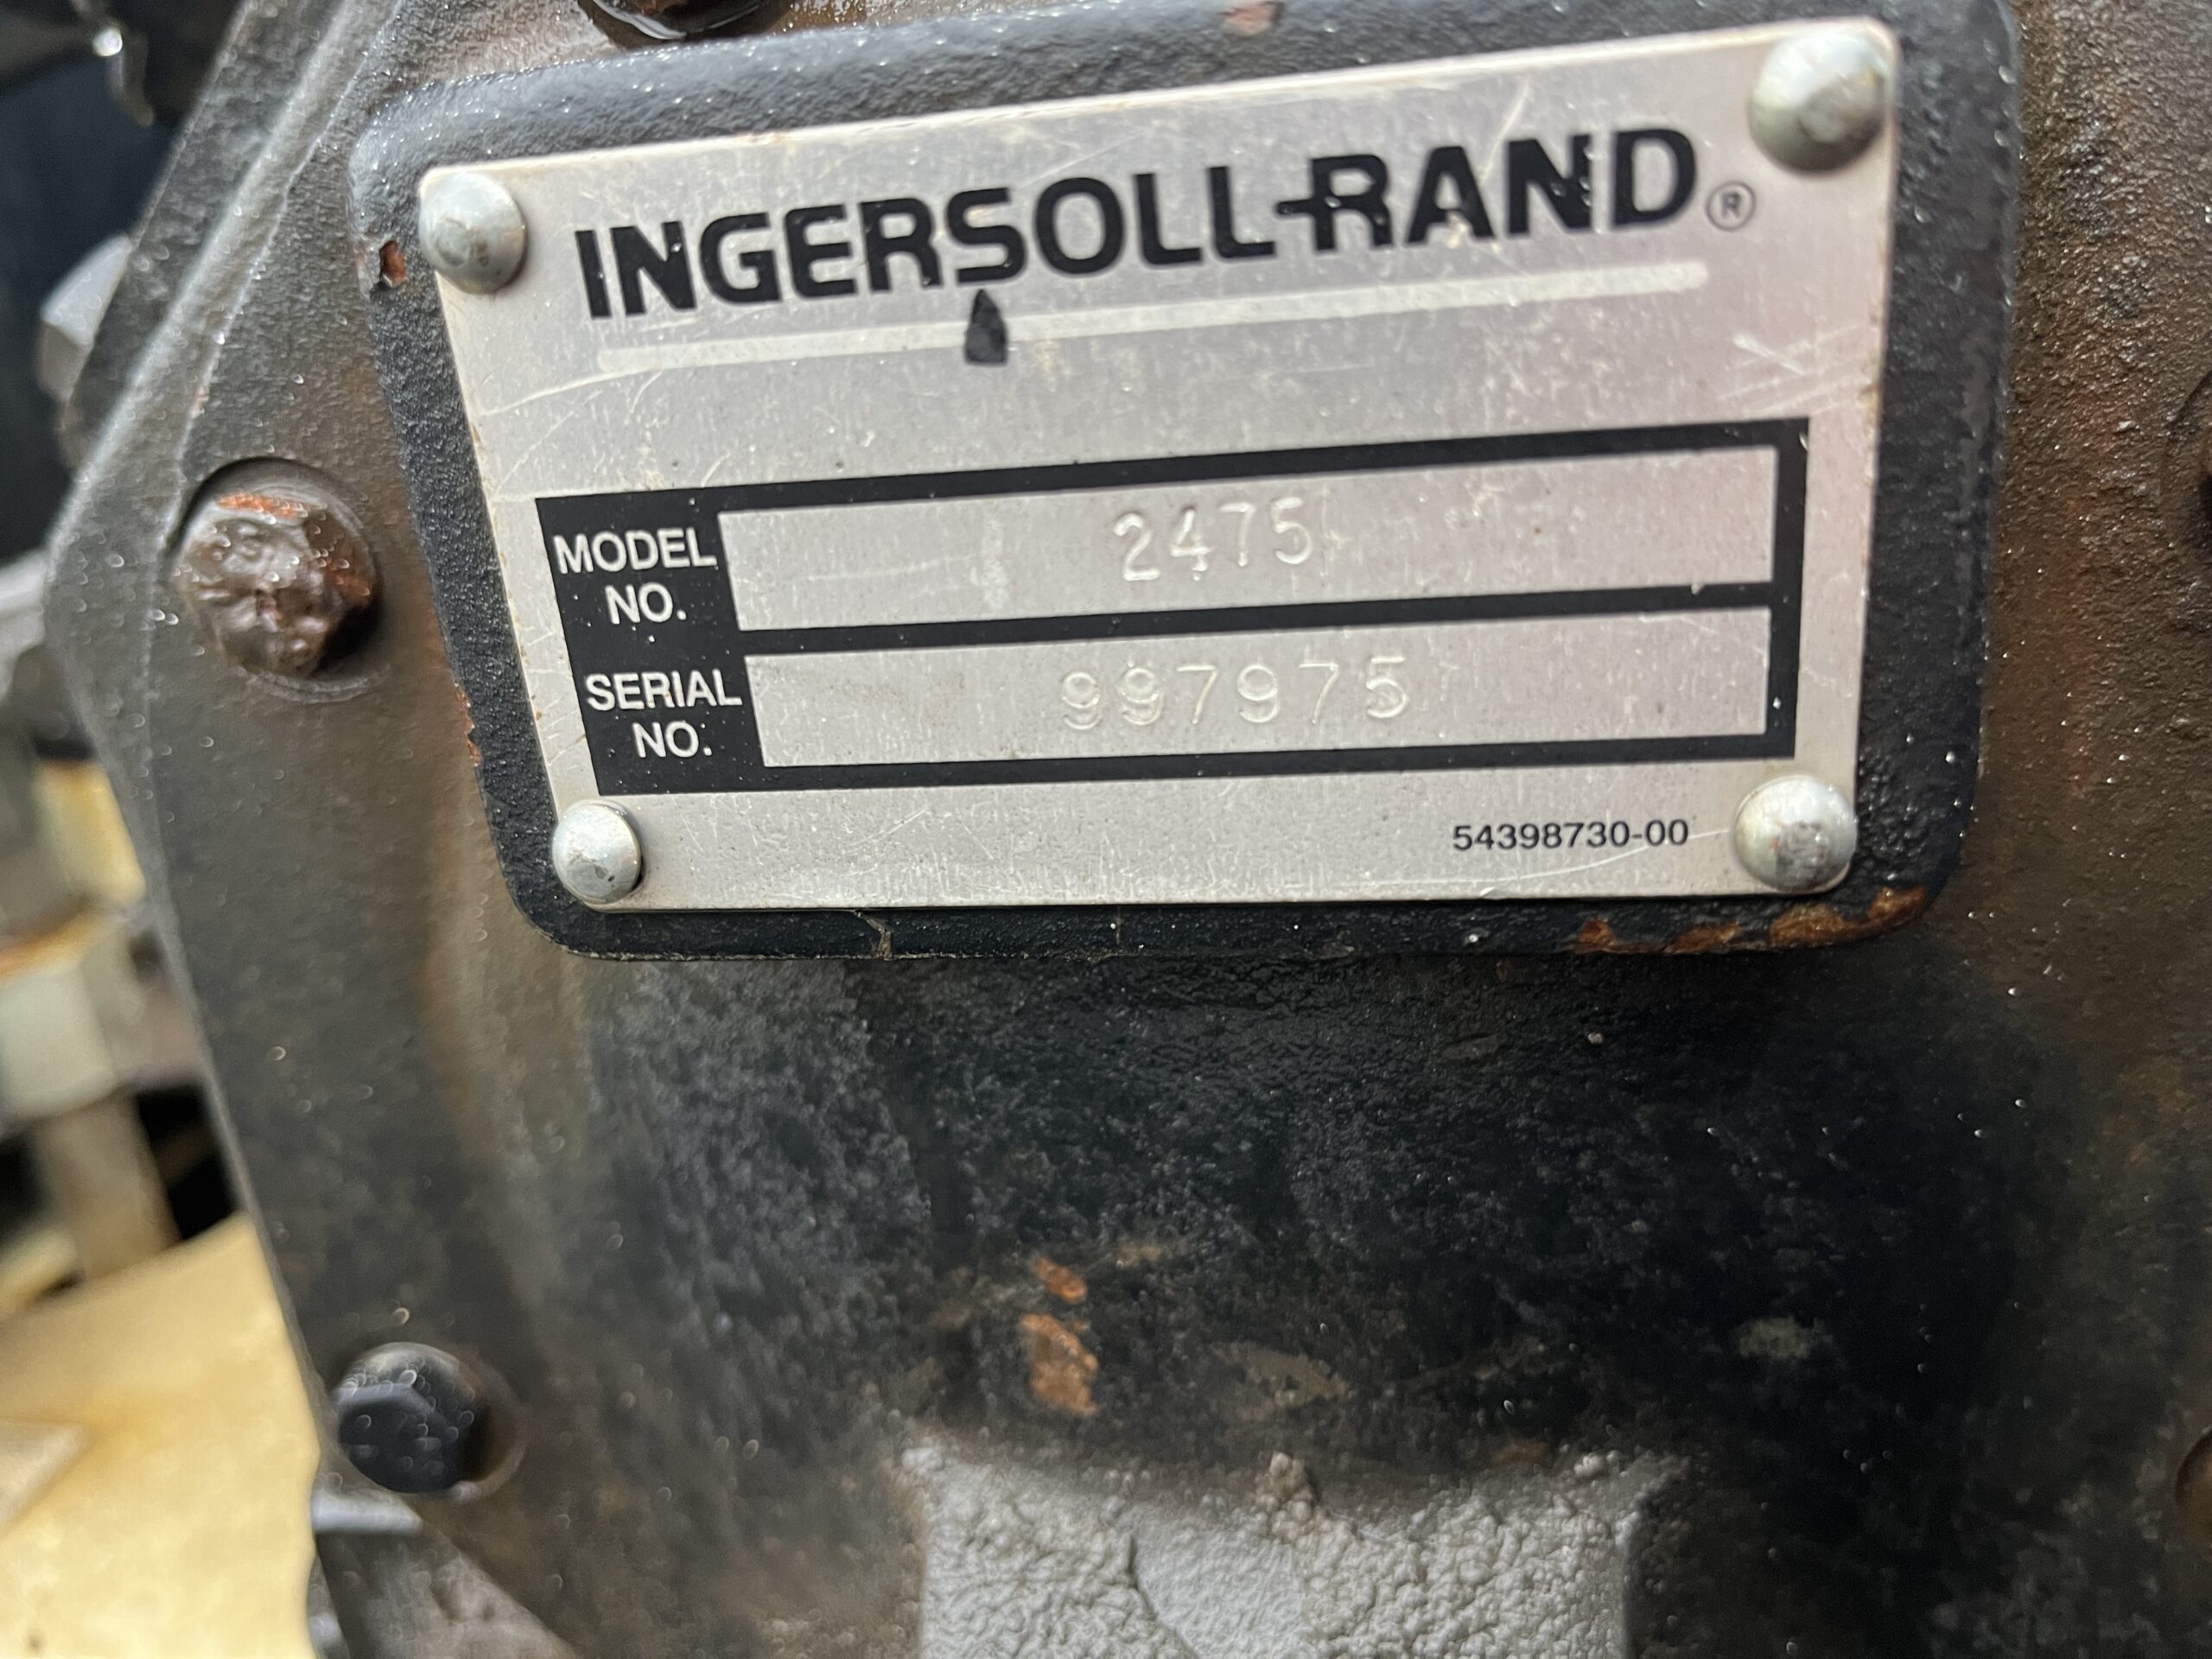 INGERSOLL-RAND®
MODEL NO. 2475
SERIAL NO. 997975
54398730-00